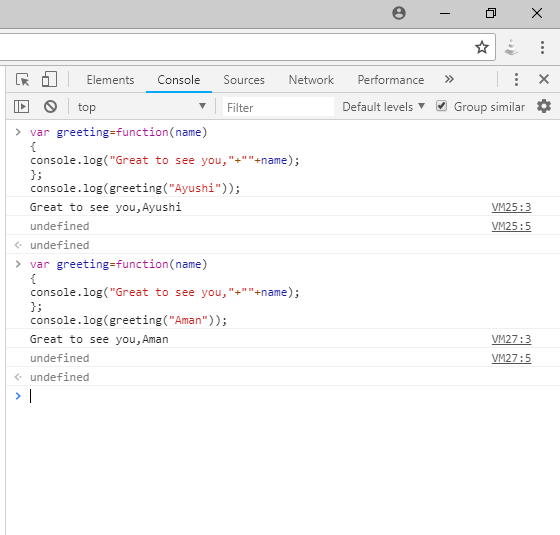 Elements Console Sources Network Performance »
top Filter Default levels Group similar
var greeting=function(name)
{
console.log("Great to see you,"+""+name);
};
console.log(greeting("Ayushi"));
Great to see you,Ayushi VM25:3
undefined VM25:5
undefined
var greeting=function(name)
{
console.log("Great to see you,"+""+name);
};
console.log(greeting("Aman"));
Great to see you,Aman VM27:3
undefined VM27:5
undefined